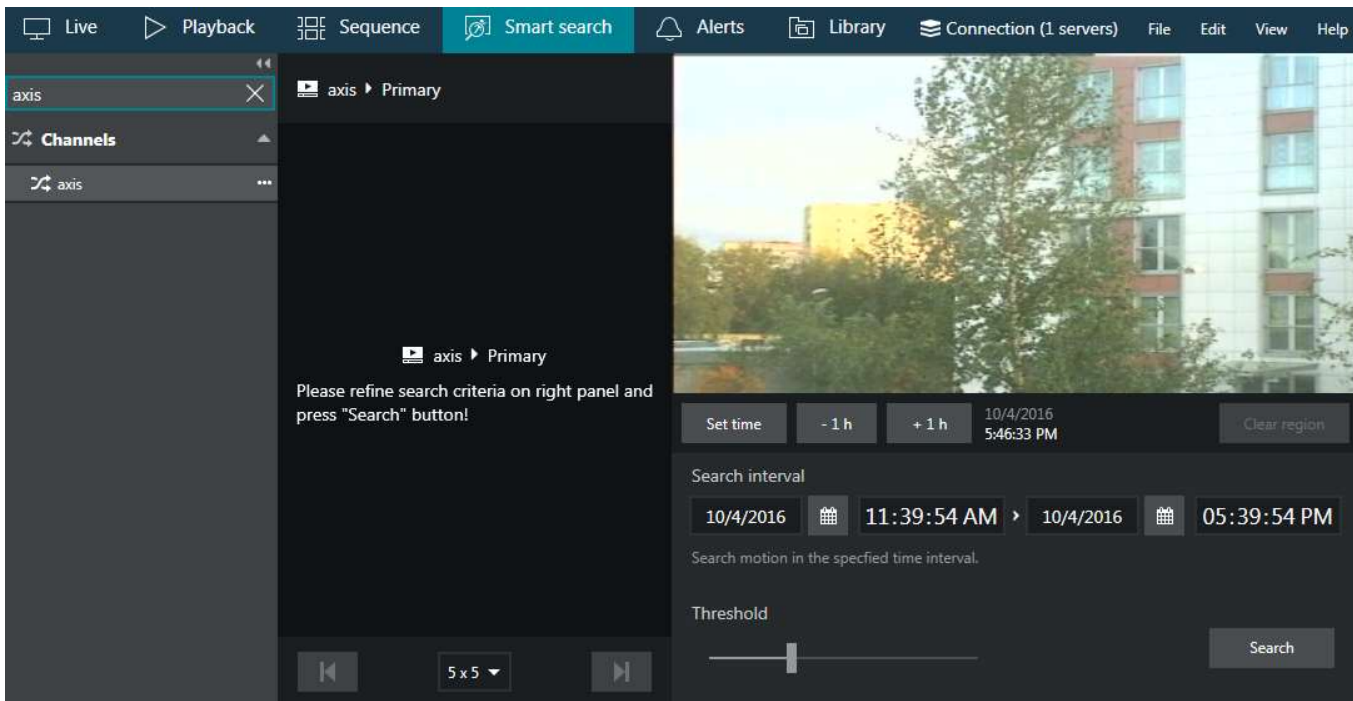 Live Playback Sequence Smart search Alerts Library Connection (1 servers) File Edit View Help
axis
Channels
axis
axis Primary
axis Primary
Please refine search criteria on right panel and
press "Search" button!
5 x 5
Set time - 1 h + 1 h 10/4/2016
5:46:33 PM
Clear region
Search interval
10/4/2016 11:39:54 AM 10/4/2016 05:39:54 PM
Search motion in the specfied time interval.
Threshold
Search